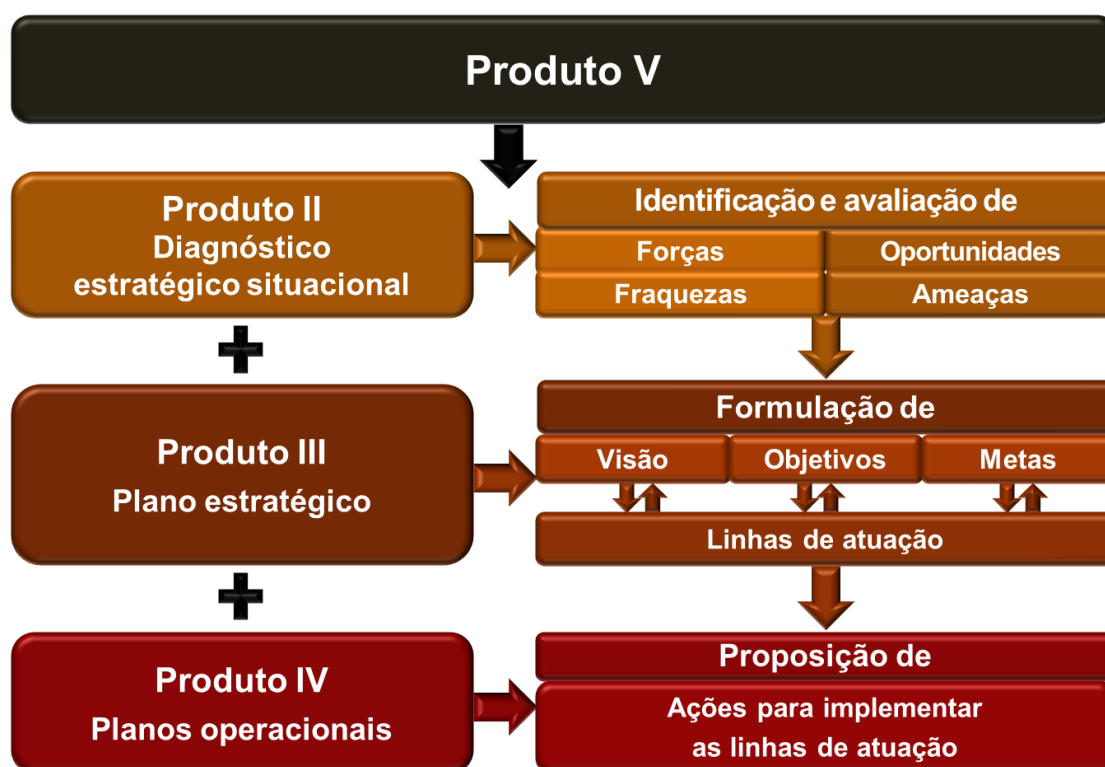 Produto V
Produto II
Diagnóstico
estratégico situacional
Identificação e avaliação de
Forças
Oportunidades
Fraquezas
Ameaças
Produto III
Plano estratégico
Formulação de
Visão
Objetivos
Metas
Linhas de atuação
Produto IV
Planos operacionais
Proposição de
Ações para implementar
as linhas de atuação